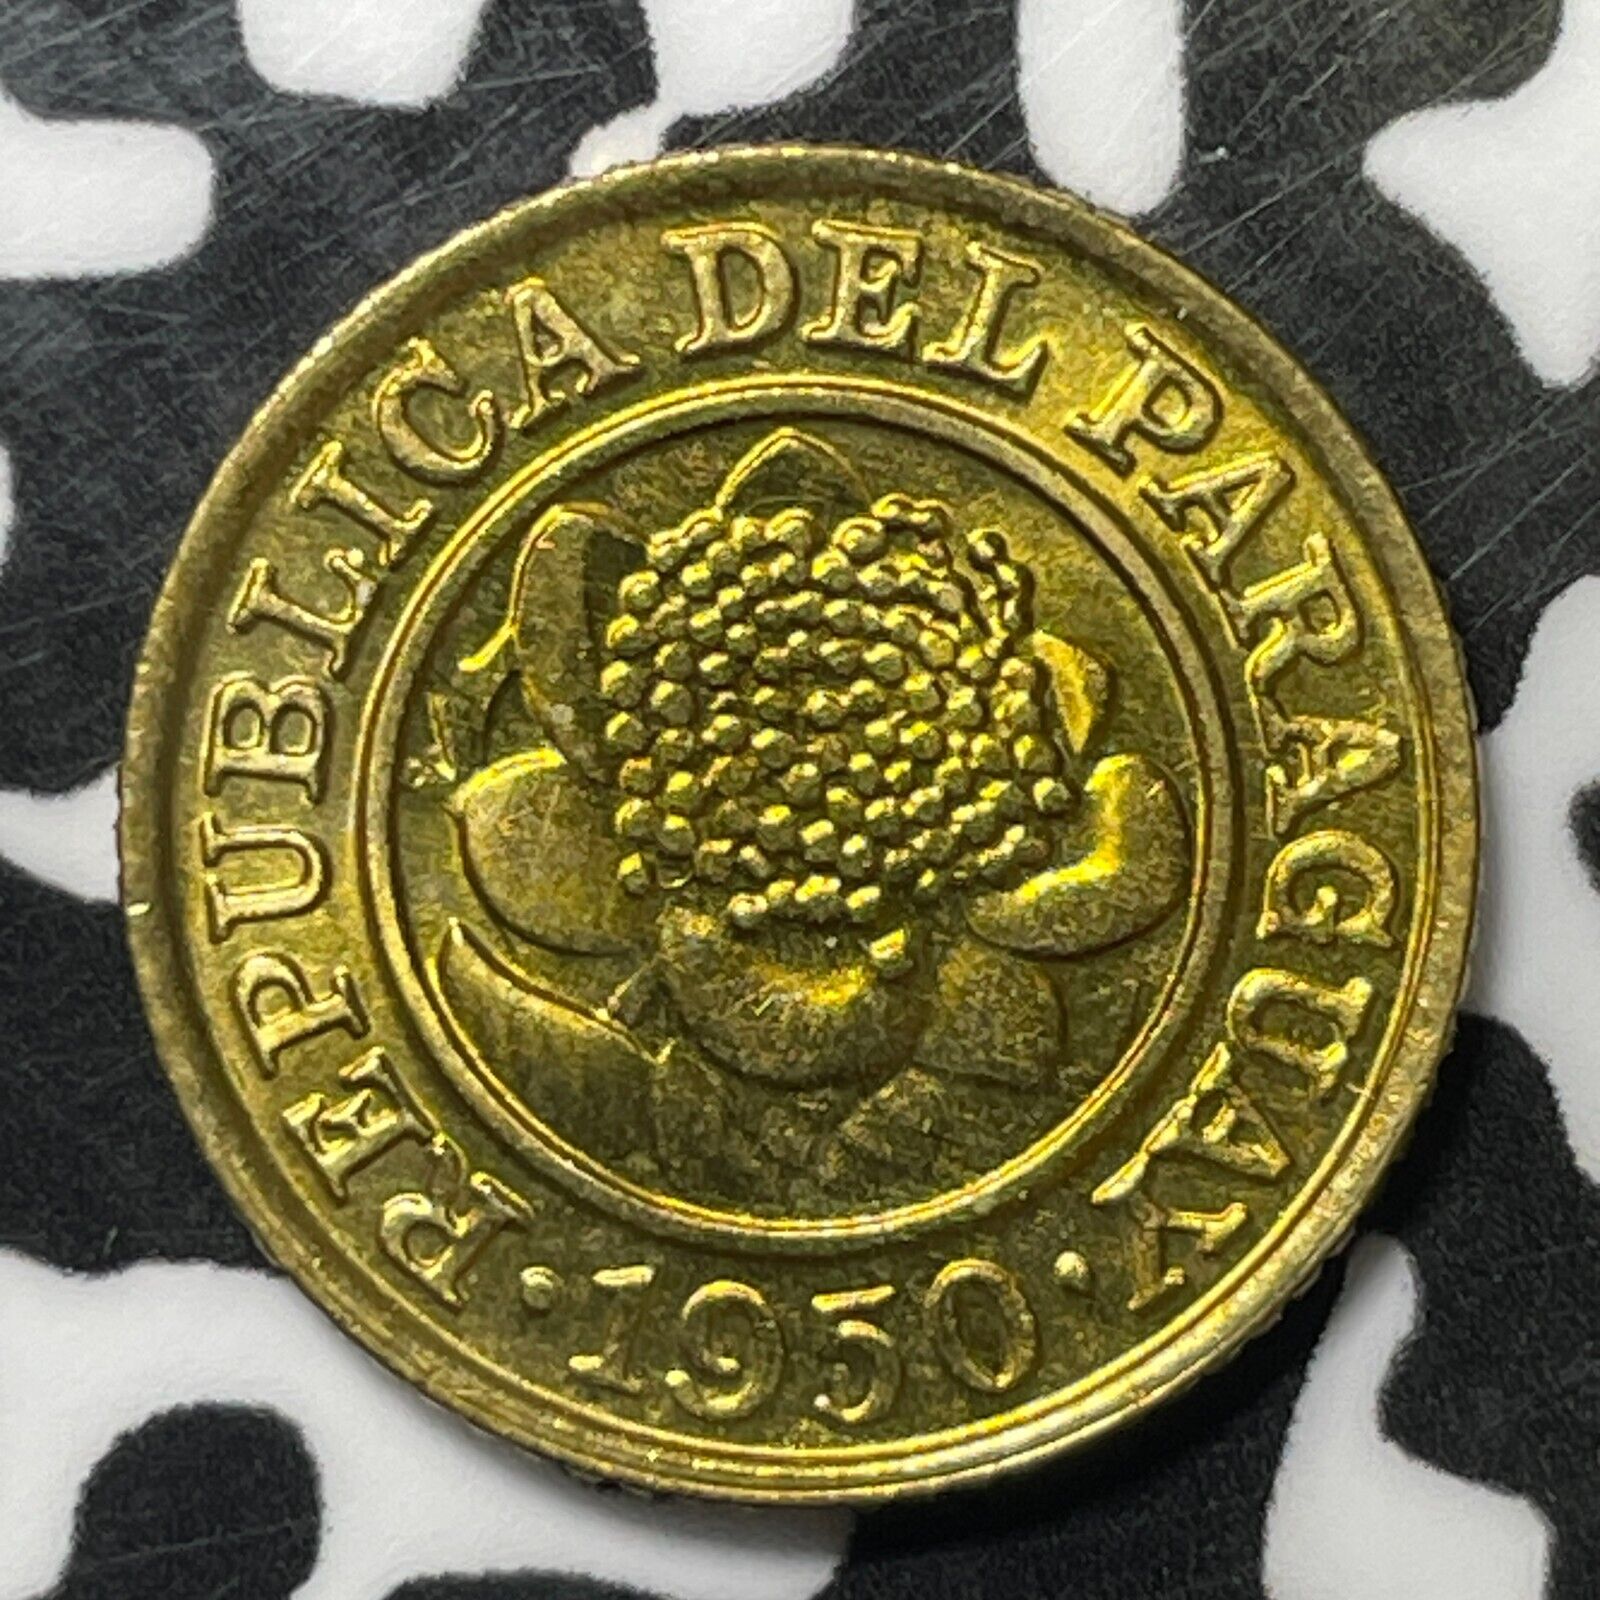 REPUBLICA DEL PARAGUAY
· 1950 ·